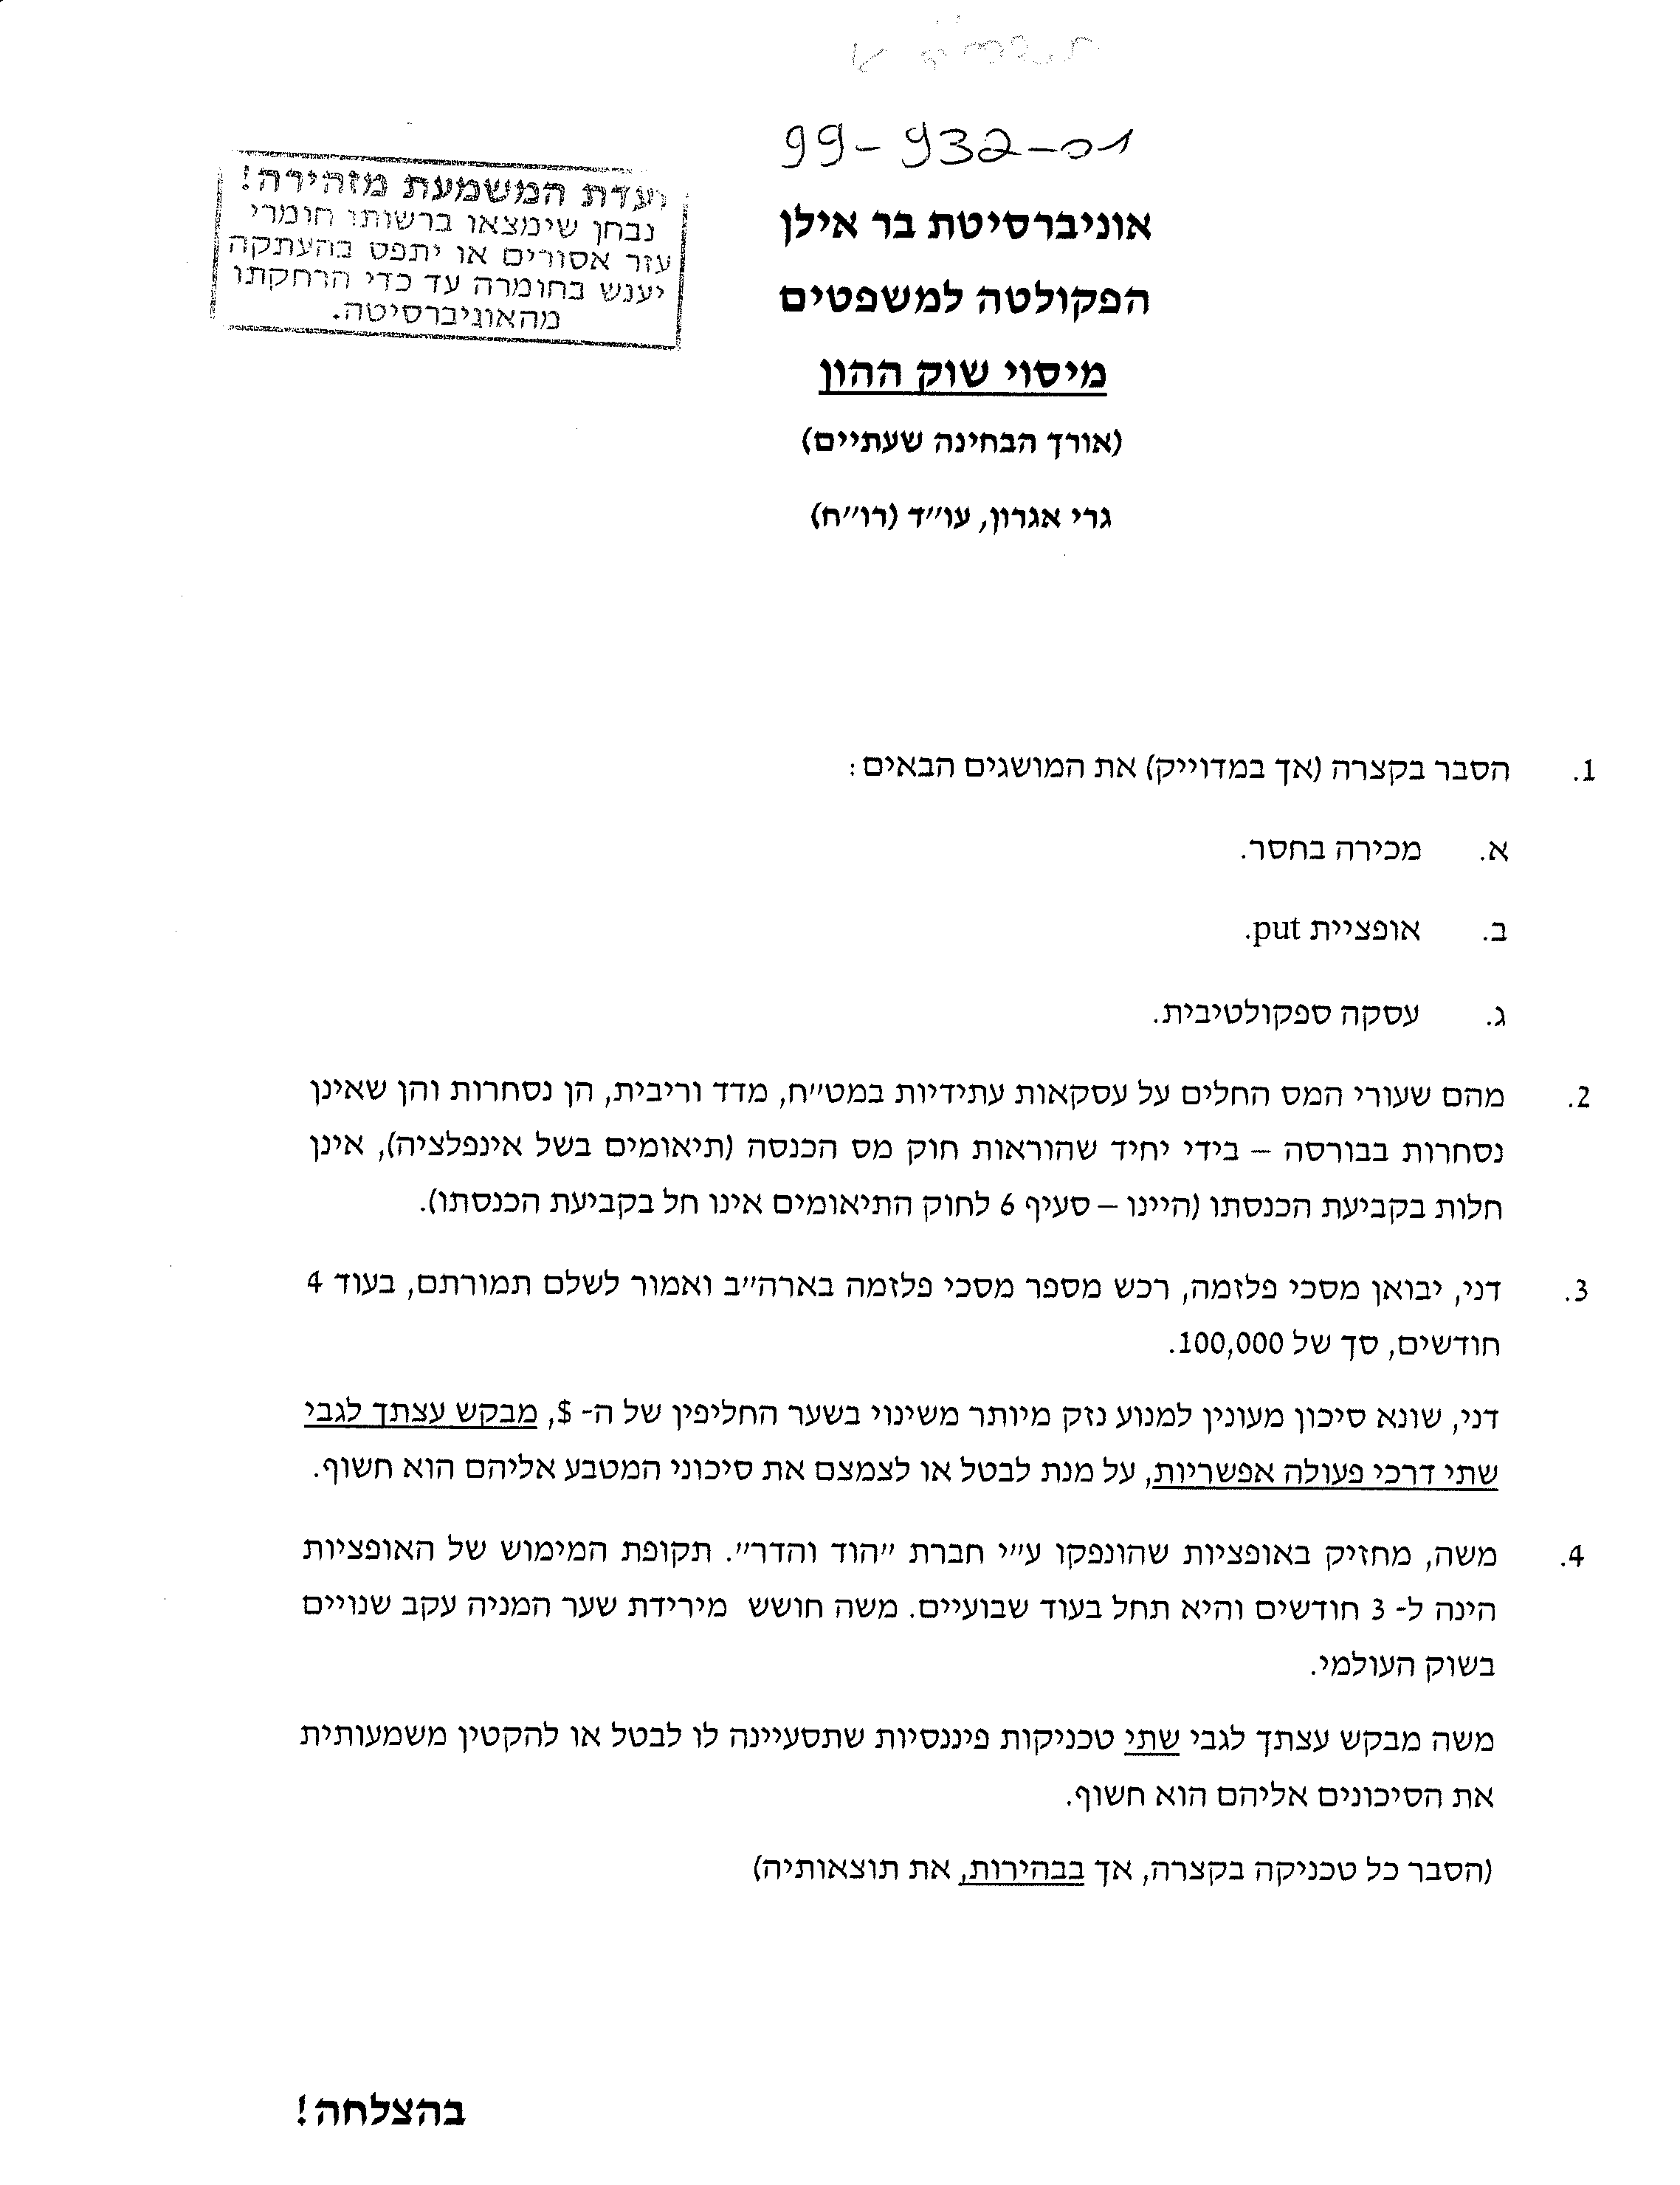 99-932-01
ועדת המשמעת מזהירה!
נבחן שימצאו ברשותו חומרי
עזר אסורים או יתפס בהעתקה
יענש בחומרה עד כדי הרחקתו
מהאוניברסיטה.
אוניברסיטת בר אילן
הפקולטה למשפטים
מיסוי שוק ההון
(אורך הבחינה שעתיים)
גרי אגרון, עו״ד (רו״ח)
1. הסבר בקצרה (אך במדוייק) את המושגים הבאים:
א. מכירה בחסר.
ב. אופציית put.
ג. עסקה ספקולטיבית.
2. מהם שעורי המס החלים על עסקאות עתידיות במט״ח, מדד וריבית, הן נסחרות והן שאינן
נסחרות בבורסה – בידי יחיד שהוראות חוק מס הכנסה (תיאומים בשל אינפלציה), אינן
חלות בקביעת הכנסתו (היינו – סעיף 6 לחוק התיאומים אינו חל בקביעת הכנסתו).
3. דני, יבואן מסכי פלזמה, רכש מספר מסכי פלזמה בארה״ב ואמור לשלם תמורתם, בעוד 4
חודשים, סך של 100,000.
דני, שונא סיכון מעונין למנוע נזק מיותר משינוי בשער החליפין של ה- $, מבקש עצתך לגבי
שתי דרכי פעולה אפשריות, על מנת לבטל או לצמצם את סיכוני המטבע אליהם הוא חשוף.
4. משה, מחזיק באופציות שהונפקו ע״י חברת ״הוד והדר״. תקופת המימוש של האופציות
הינה ל- 3 חודשים והיא תחל בעוד שבועיים. משה חושש מירידת שער המניה עקב שנויים
בשוק העולמי.
משה מבקש עצתך לגבי שתי טכניקות פיננסיות שתסעיינה לו לבטל או להקטין משמעותית
את הסיכונים אליהם הוא חשוף.
(הסבר כל טכניקה בקצרה, אך בבהירות, את תוצאותיה)
בהצלחה!